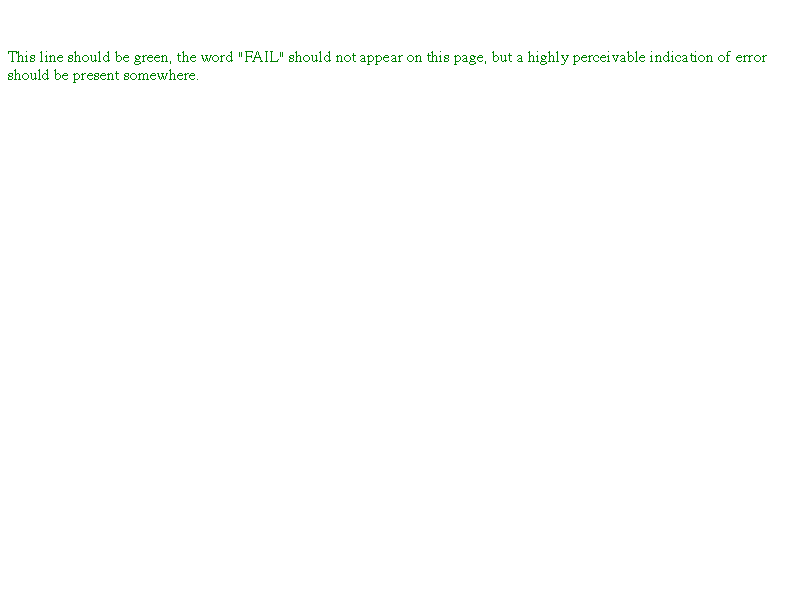 This line should be green, the word "FAIL" should not appear on this page, but a highly perceivable indication of error
should be present somewhere.